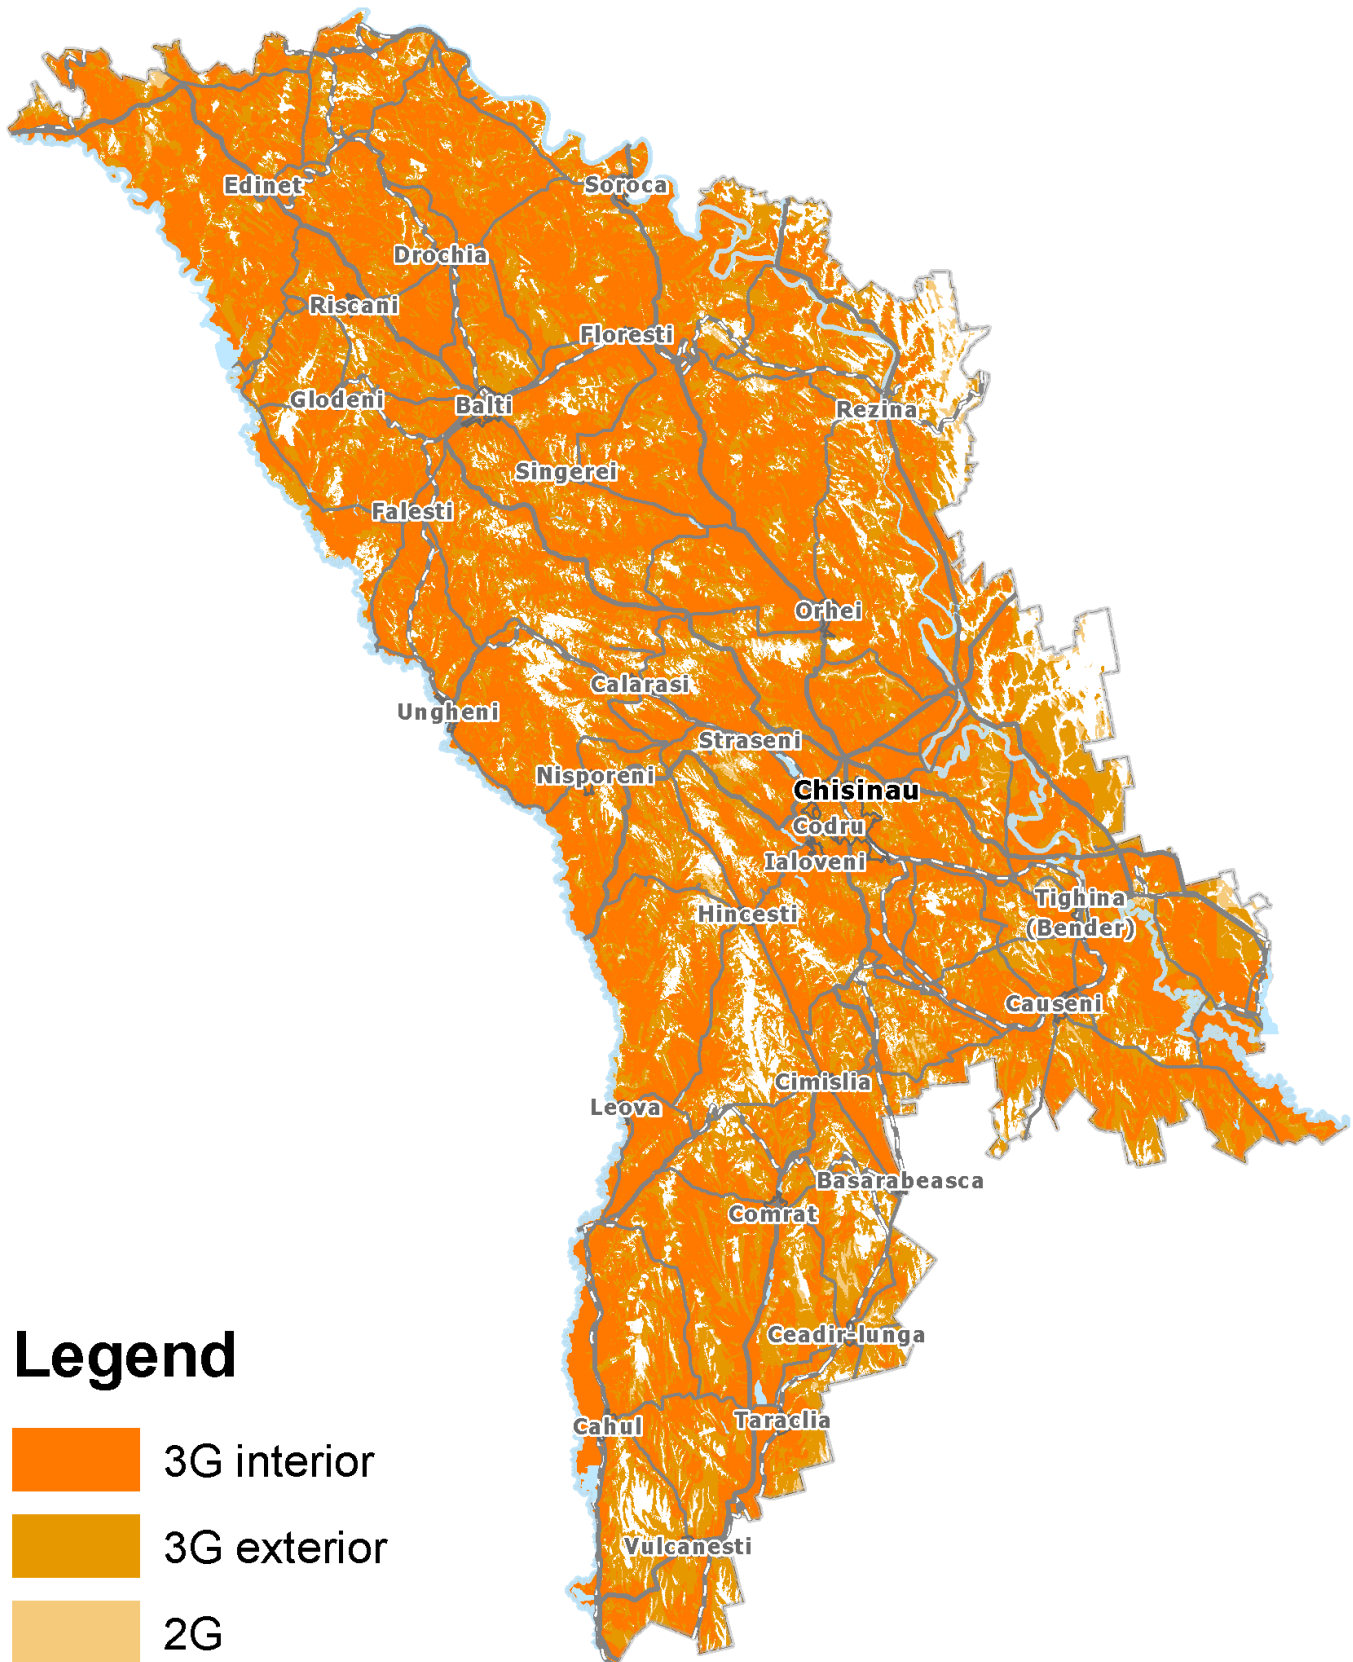 Edinet
Soroca
Drochia
Riscani
Floresti
Glodeni
Balti
Rezina
Singerei
Falesti
Orhei
Calarasi
Ungheni
Straseni
Nisporeni
Chisinau
Codru
Ialoveni
Tighina
(Bender)
Hincesti
Causeni
Cimislia
Leova
Basarabeasca
Comrat
Ceadir-lunga
Cahul
Taraclia
Vulcanesti
Legend
3G interior
3G exterior
2G